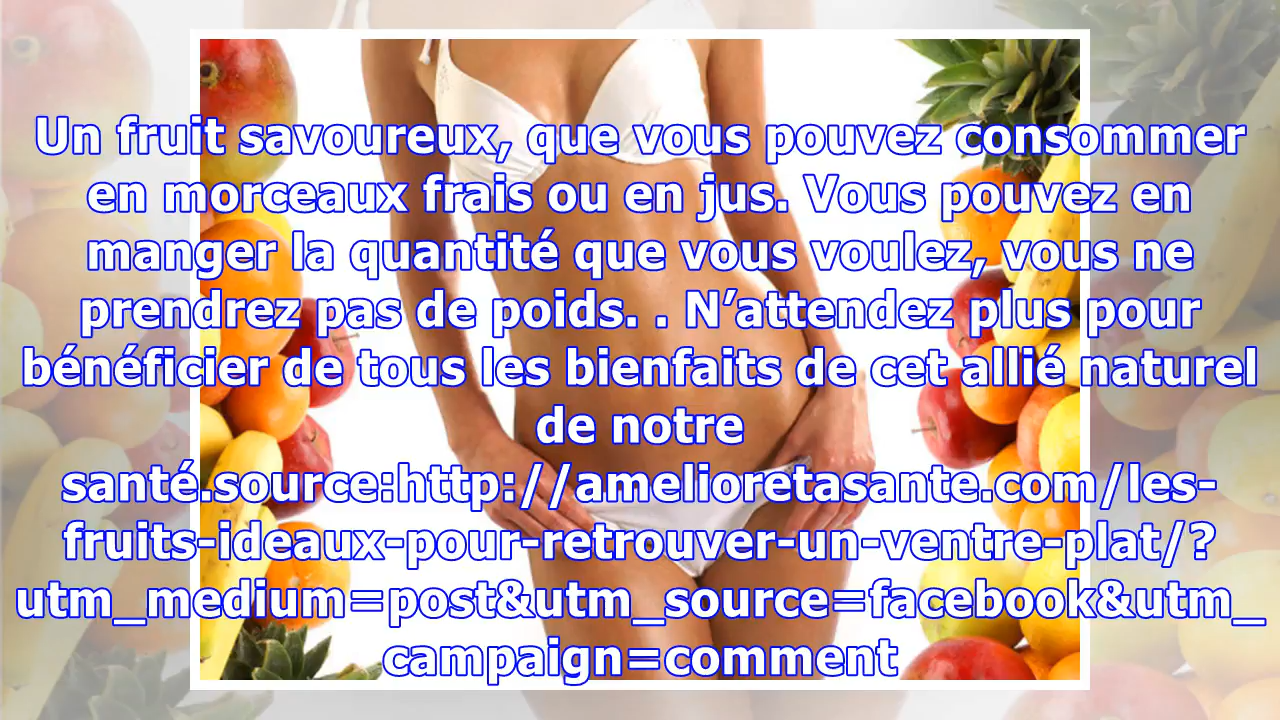 Un fruit savoureux, que vous pouvez consommer
en morceaux frais ou en jus. Vous pouvez en
manger la quantité que vous voulez, vous ne
prendrez pas de poids. . N’attendez plus pour
bénéficier de tous les bienfaits de cet allié naturel
de notre
santé.source:http://amelioretasante.com/les-
fruits-ideaux-pour-retrouver-un-ventre-plat/?
utm_medium=post&utm_source=facebook&utm_
campaign=comment